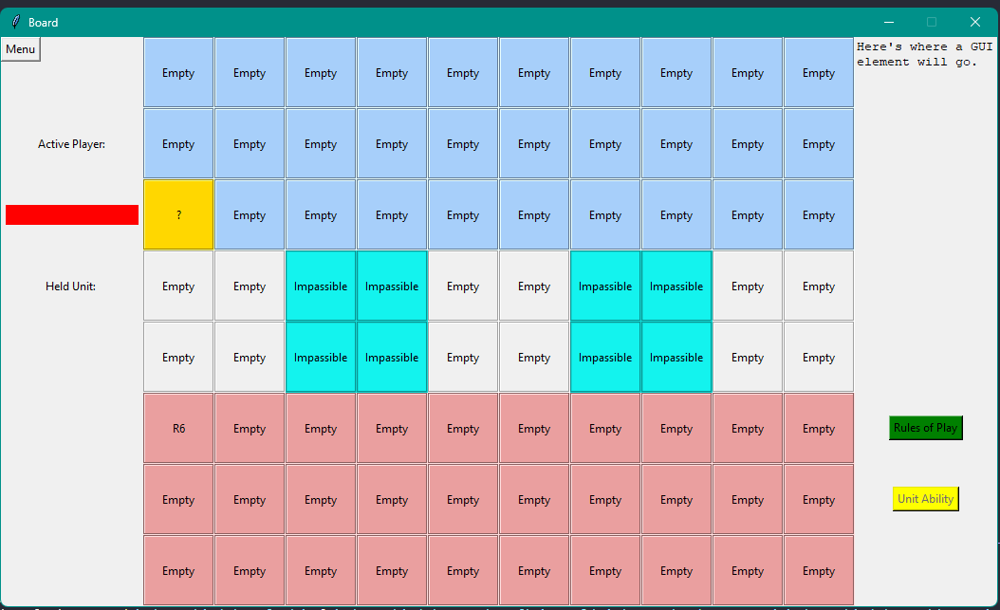 Board
Menu
Empty Empty Empty Empty Empty Empty Empty Empty Empty Empty
Here's where a GUI
element will go.
Active Player:
Empty Empty Empty Empty Empty Empty Empty Empty Empty Empty
? Empty Empty Empty Empty Empty Empty Empty Empty Empty
Held Unit:
Empty Empty Impassible Impassible Empty Empty Impassible Impassible Empty Empty
Empty Empty Impassible Impassible Empty Empty Impassible Impassible Empty Empty
R6 Empty Empty Empty Empty Empty Empty Empty Empty Empty
Rules of Play
Empty Empty Empty Empty Empty Empty Empty Empty Empty Empty
Unit Ability
Empty Empty Empty Empty Empty Empty Empty Empty Empty Empty